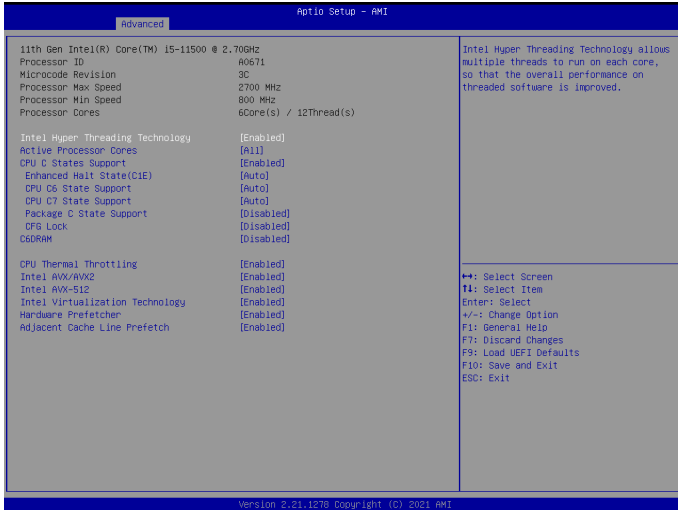 Aptio Setup - AMI
Advanced
11th Gen Intel(R) Core(TM) i5-11500 @ 2.70GHz
Processor ID A0671
Microcode Revision 3C
Processor Max Speed 2700 MHz
Processor Min Speed 800 MHz
Processor Cores 6Core(s) / 12Thread(s)
Intel Hyper Threading Technology [Enabled]
Active Processor Cores [All]
CPU C States Support [Enabled]
Enhanced Halt State(C1E) [Auto]
CPU C6 State Support [Auto]
CPU C7 State Support [Auto]
Package C State Support [Disabled]
CFG Lock [Disabled]
C6DRAM [Disabled]
CPU Thermal Throttling [Enabled]
Intel AVX/AVX2 [Enabled]
Intel AVX-512 [Enabled]
Intel Virtualization Technology [Enabled]
Hardware Prefetcher [Enabled]
Adjacent Cache Line Prefetch [Enabled]
Intel Hyper Threading Technology allows
multiple threads to run on each core,
so that the overall performance on
threaded software is improved.
↔: Select Screen
↑↓: Select Item
Enter: Select
+/-: Change Option
F1: General Help
F7: Discard Changes
F9: Load UEFI Defaults
F10: Save and Exit
ESC: Exit
Version 2.21.1278 Copyright (C) 2021 AMI